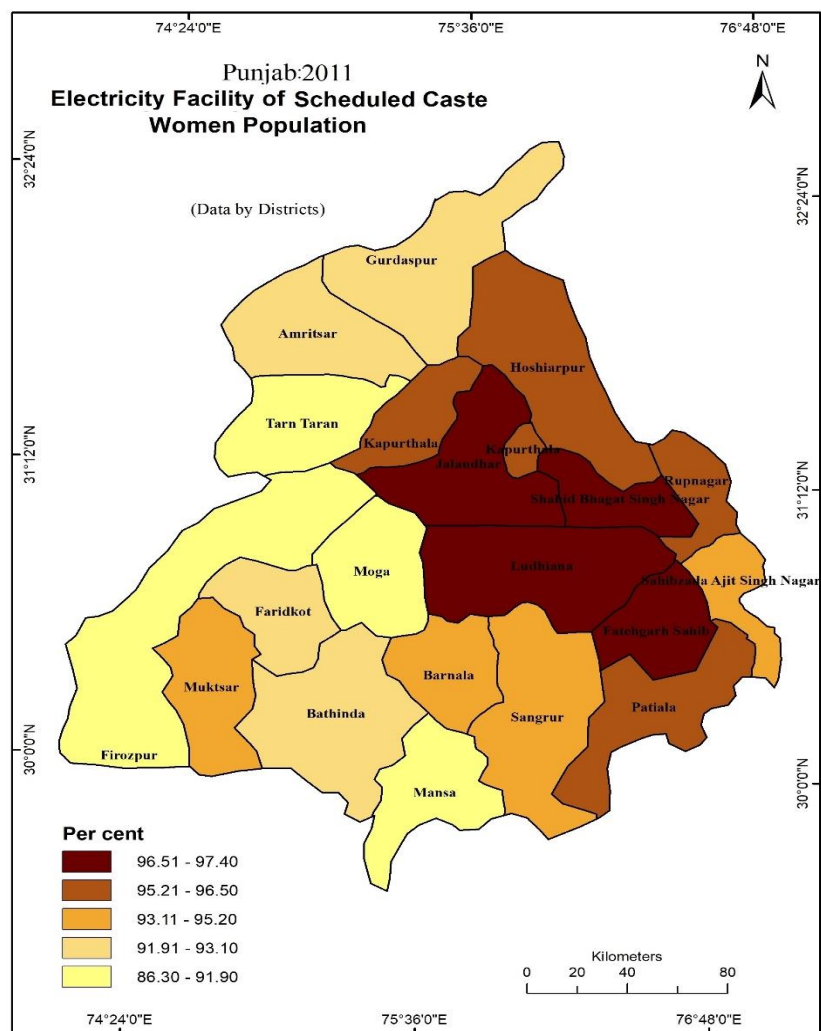 74°24'0"E 75°36'0"E 76°48'0"E
Punjab:2011
Electricity Facility of Scheduled Caste
Women Population
N
32°24'0"N
32°24'0"N
(Data by Districts)
Gurdaspur
Amritsar
Hoshiarpur
Tarn Taran
Kapurthala
Kapurthala
Jalandhar
31°12'0"N
Rupnagar
31°12'0"N
Shahid Bhagat Singh Nagar
Moga
Ludhiana
Sahibzada Ajit Singh Nagar
Faridkot
Fatehgarh Sahib
Muktsar
Barnala
Bathinda
Sangrur
Patiala
30°0'0"N
Firozpur
Mansa
30°0'0"N
Per cent
96.51 - 97.40
95.21 - 96.50
93.11 - 95.20
91.91 - 93.10
86.30 - 91.90
Kilometers
0 20 40 60 80
74°24'0"E 75°36'0"E 76°48'0"E